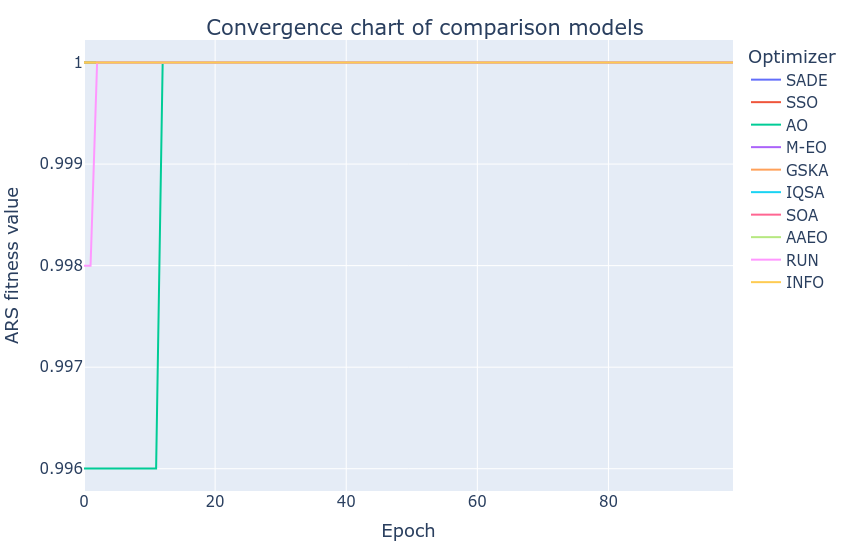 Convergence chart of comparison models
ARS fitness value
1
0.999
0.998
0.997
0.996
0
20
40
60
80
Epoch
Optimizer
SADE
SSO
AO
M-EO
GSKA
IQSA
SOA
AAEO
RUN
INFO